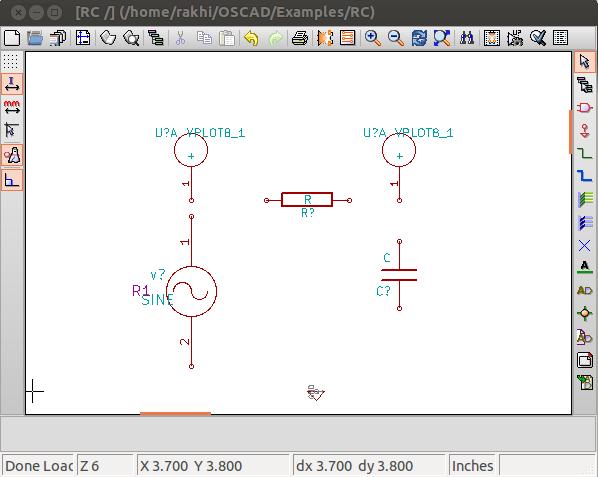 [RC /] (/home/rakhi/OSCAD/Examples/RC)
U?A VPLOT8_1
U?A VPLOT8_1
+
+
1
1
R
R?
1
C
v?
R1
SINE
C?
2
Done Load
Z 6
X 3.700 Y 3.800
dx 3.700 dy 3.800
Inches